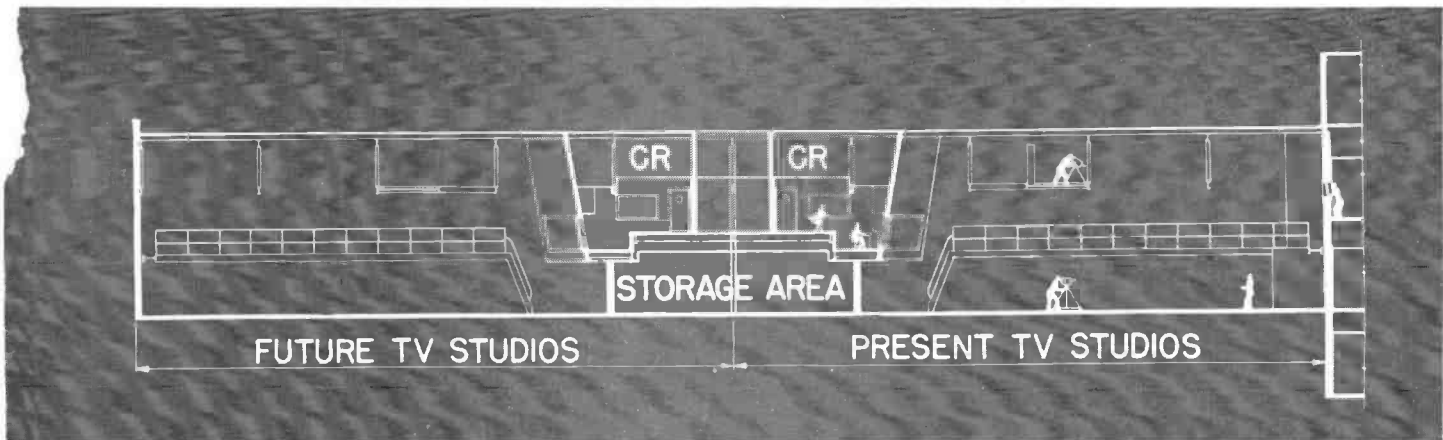 CR CR
STORAGE AREA
FUTURE TV STUDIOS PRESENT TV STUDIOS